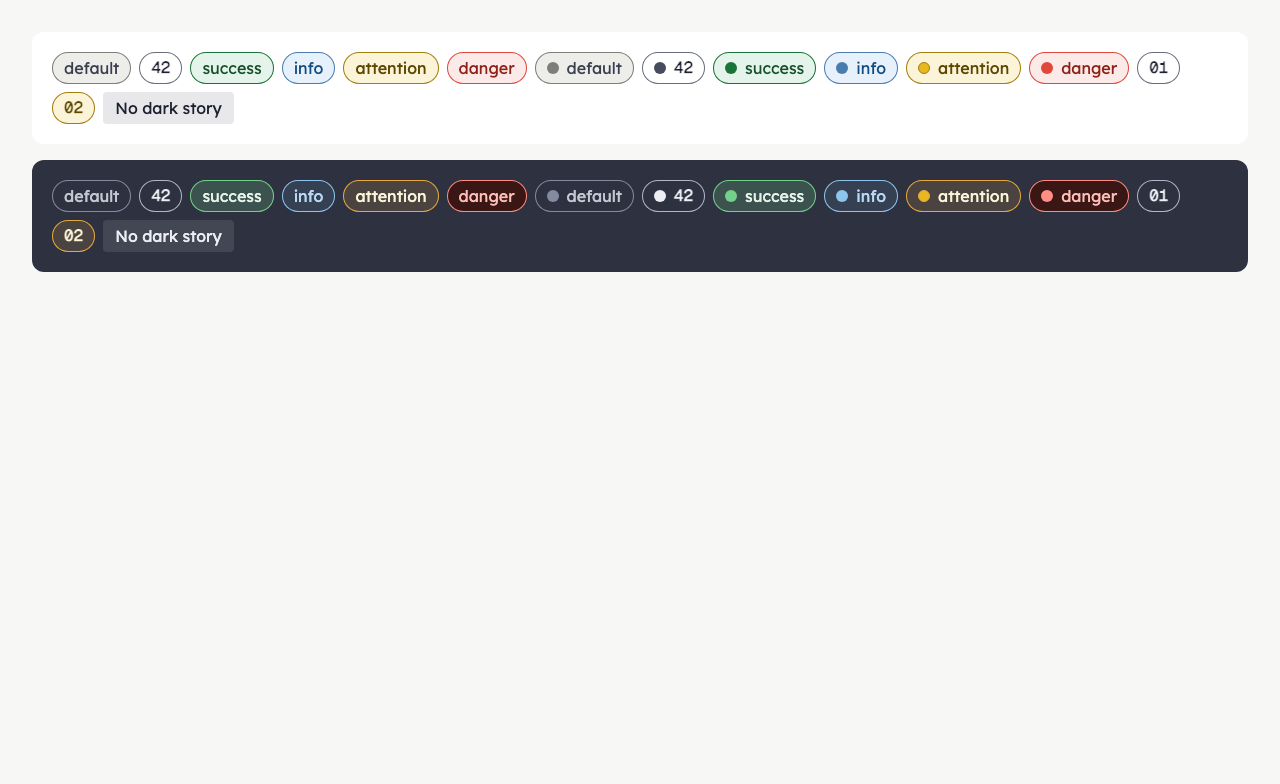 default 42 success info attention danger default 42 success info attention danger 01
02 No dark story
default 42 success info attention danger default 42 success info attention danger 01
02 No dark story